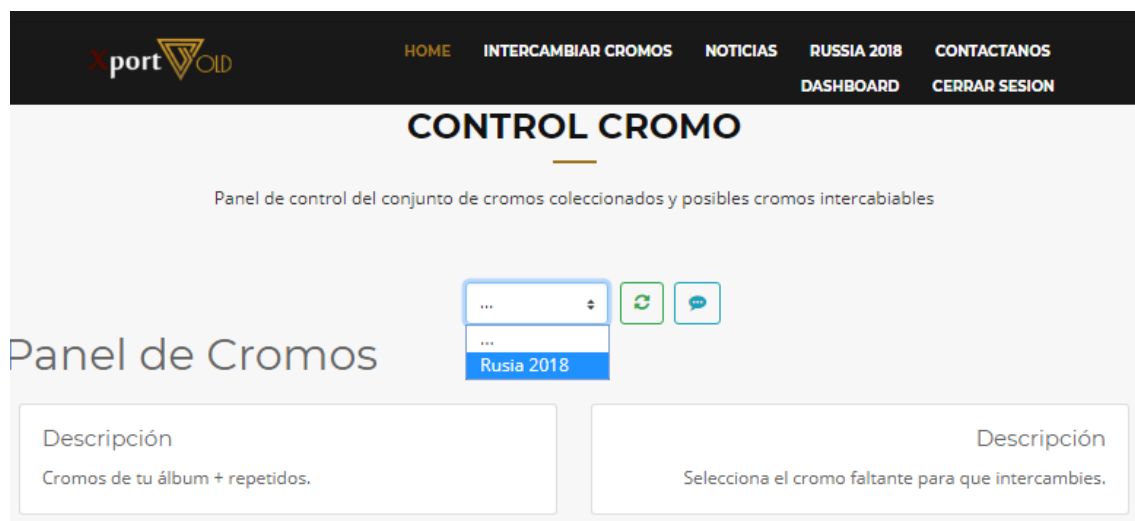 Xport VOLD
HOME INTERCAMBIAR CROMOS NOTICIAS RUSSIA 2018 CONTACTANOS
DASHBOARD CERRAR SESION
CONTROL CROMO
Panel de control del conjunto de cromos coleccionados y posibles cromos intercabiables
...
...
Rusia 2018
Panel de Cromos
Descripción
Cromos de tu álbum + repetidos.
Descripción
Selecciona el cromo faltante para que intercambies.